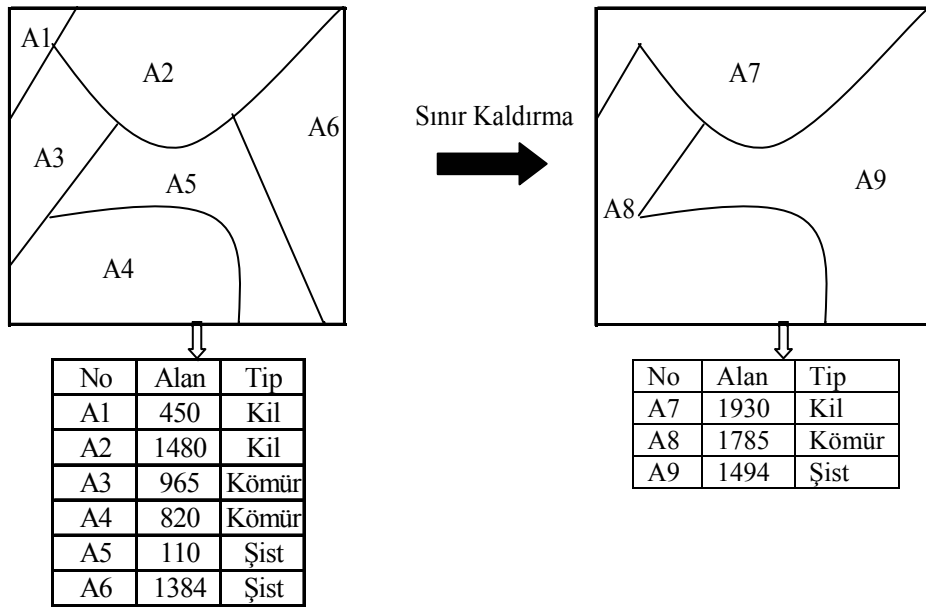 A1
A2
A6
A3
A5
A4
Sınır Kaldırma
A7
A9
A8
No Alan Tip
A1 450 Kil
A2 1480 Kil
A3 965 Kömür
A4 820 Kömür
A5 110 Şist
A6 1384 Şist
No Alan Tip
A7 1930 Kil
A8 1785 Kömür
A9 1494 Şist